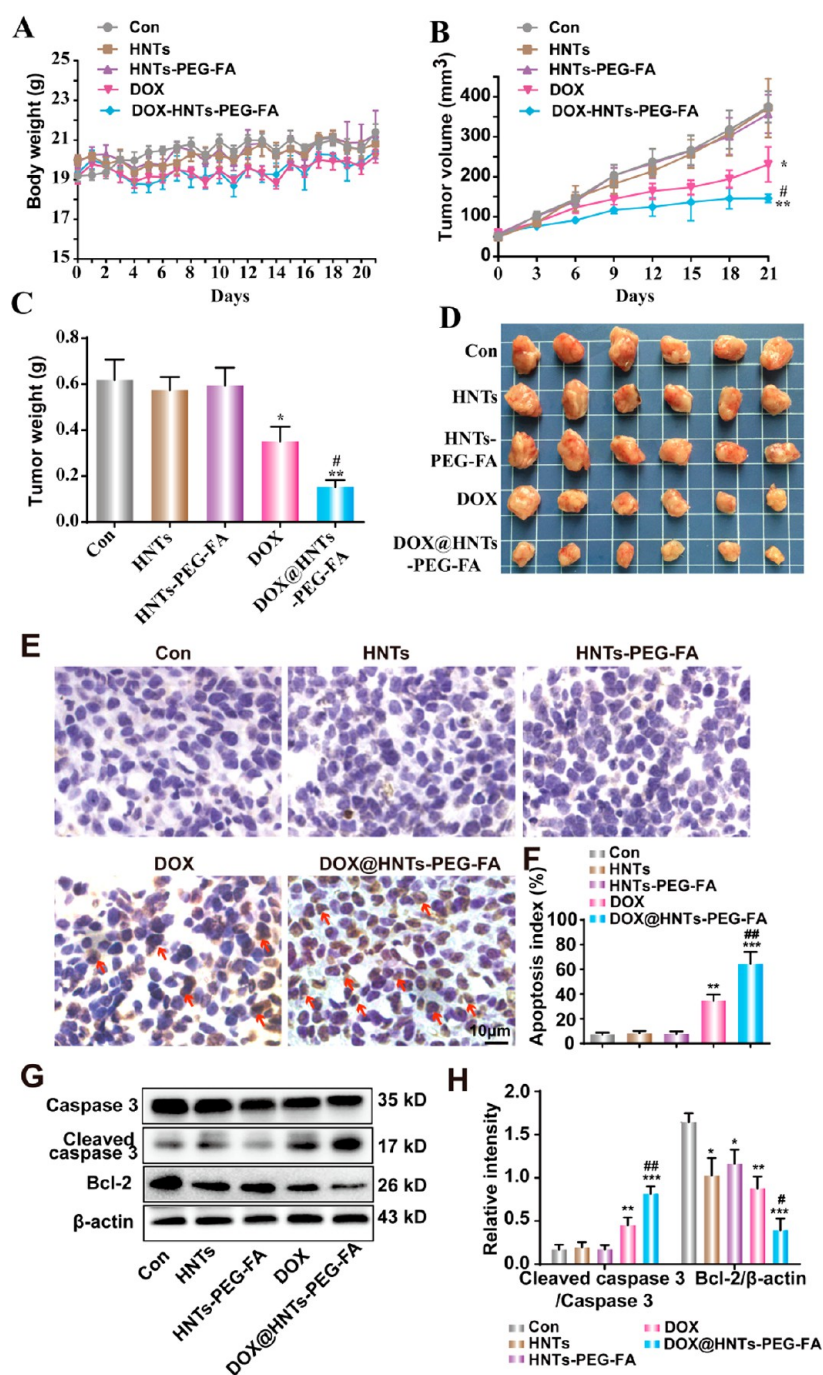 A
Con
HNTs
HNTs-PEG-FA
DOX
DOX-HNTs-PEG-FA
Body weight (g)
25
23
21
19
17
15
0 2 4 6 8 10 12 14 16 18 20
Days
B
Con
HNTs
HNTs-PEG-FA
DOX
DOX-HNTs-PEG-FA
Tumor volume (mm3)
400
300
200
100
0
*
#
**
0 3 6 9 12 15 18 21
Days
C
Tumor weight (g)
0.8
0.6
0.4
0.2
0.0
*
#
**
Con
HNTs
HNTs-PEG-FA
DOX
DOX@HNTs
-PEG-FA
D
Con
HNTs
HNTs-
PEG-FA
DOX
DOX@HNTs
-PEG-FA
E
Con HNTs HNTs-PEG-FA
DOX DOX@HNTs-PEG-FA
10μm
F
Con
HNTs
HNTs-PEG-FA
DOX
DOX@HNTs-PEG-FA
Apoptosis index (%)
100
80
60
40
20
0
**
##
***
G
Caspase 3 35 kD
Cleaved
caspase 3 17 kD
Bcl-2 26 kD
β-actin 43 kD
Con
HNTs
HNTs-PEG-FA
DOX
DOX@HNTs-PEG-FA
H
Relative intensity
2.0
1.5
1.0
0.5
0.0
**
##
***
*
*
**
#
***
Cleaved caspase 3 Bcl-2/β-actin
/Caspase 3
Con
HNTs
HNTs-PEG-FA
DOX
DOX@HNTs-PEG-FA